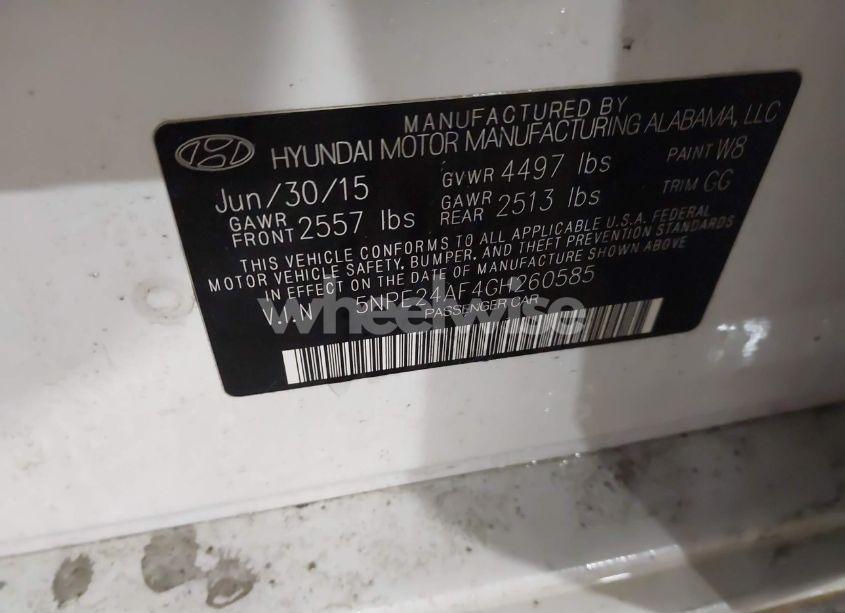 MANUFACTURED BY
HYUNDAI MOTOR MANUFACTURING ALABAMA, LLC
Jun/30/15 GVWR 4497 lbs PAINT W8
GAWR FRONT 2557 lbs GAWR REAR 2513 lbs TRIM GG
THIS VEHICLE CONFORMS TO ALL APPLICABLE U.S.A. FEDERAL
MOTOR VEHICLE SAFETY, BUMPER, AND THEFT PREVENTION STANDARDS
IN EFFECT ON THE DATE OF MANUFACTURE SHOWN ABOVE
V.I.N 5NPE24AF4GH260585
PASSENGER CAR
wheelwise